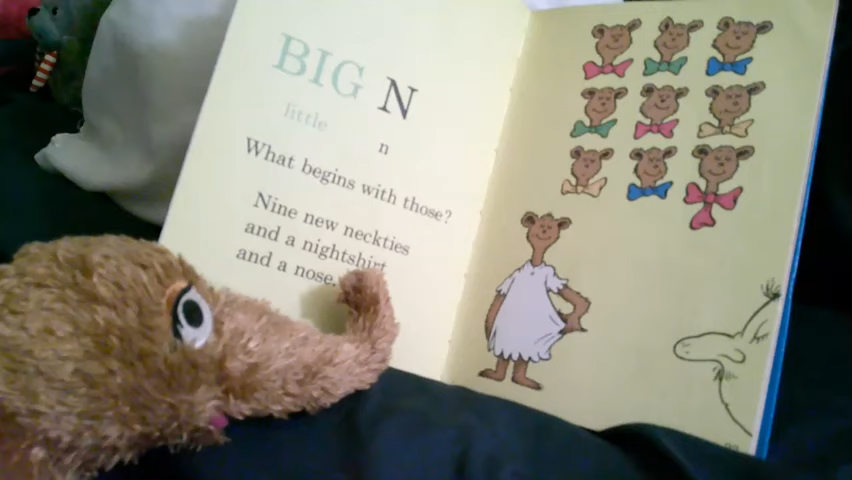 BIG N
little n
What begins with those?
Nine new neckties
and a nightshirt
and a nose.